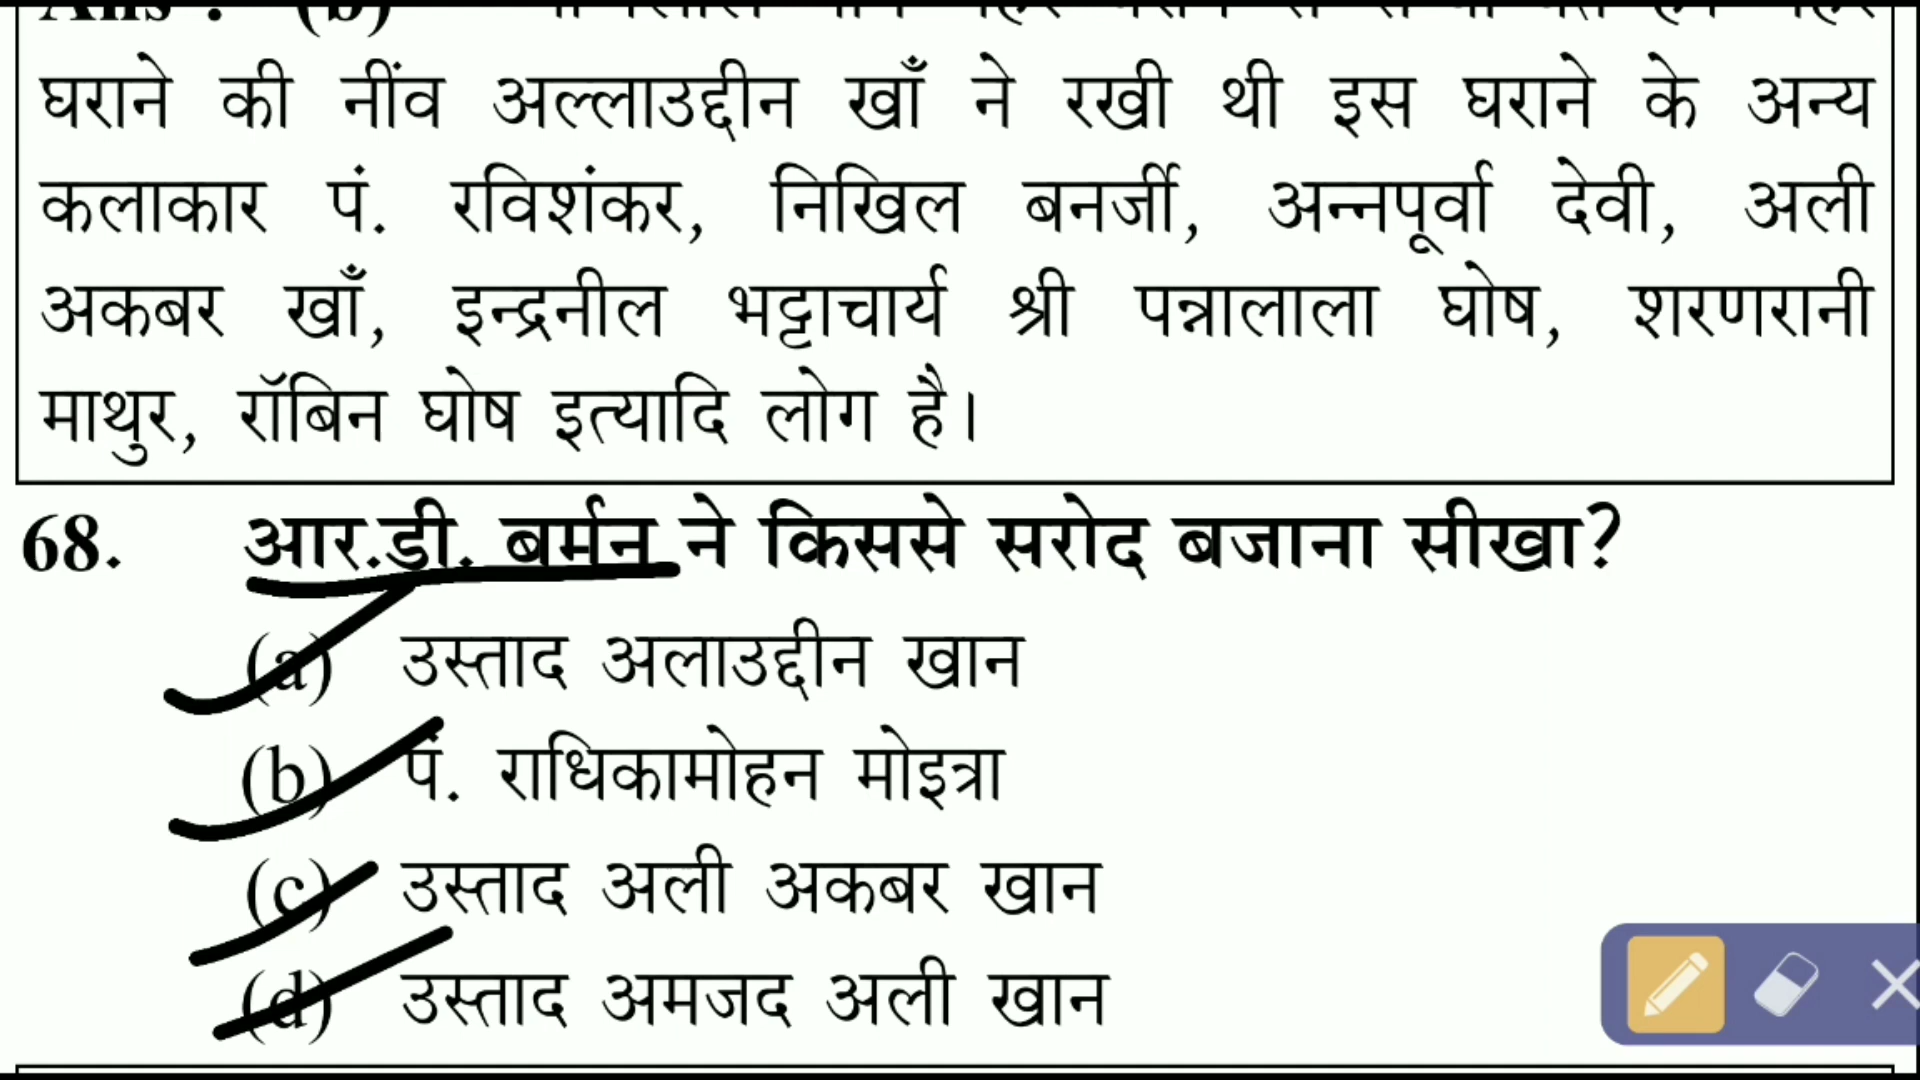 Ans : (b)
घराने की नींव अल्लाउद्दीन खाँ ने रखी थी इस घराने के अन्य
कलाकार पं. रविशंकर, निखिल बनर्जी, अन्नपूर्वा देवी, अली
अकबर खाँ, इन्द्रनील भट्टाचार्य श्री पन्नालाला घोष, शरणरानी
माथुर, रॉबिन घोष इत्यादि लोग है।
68. आर.डी. बर्मन ने किससे सरोद बजाना सीखा?
(a) उस्ताद अलाउद्दीन खान
(b) पं. राधिकामोहन मोइत्रा
(c) उस्ताद अली अकबर खान
(d) उस्ताद अमजद अली खान